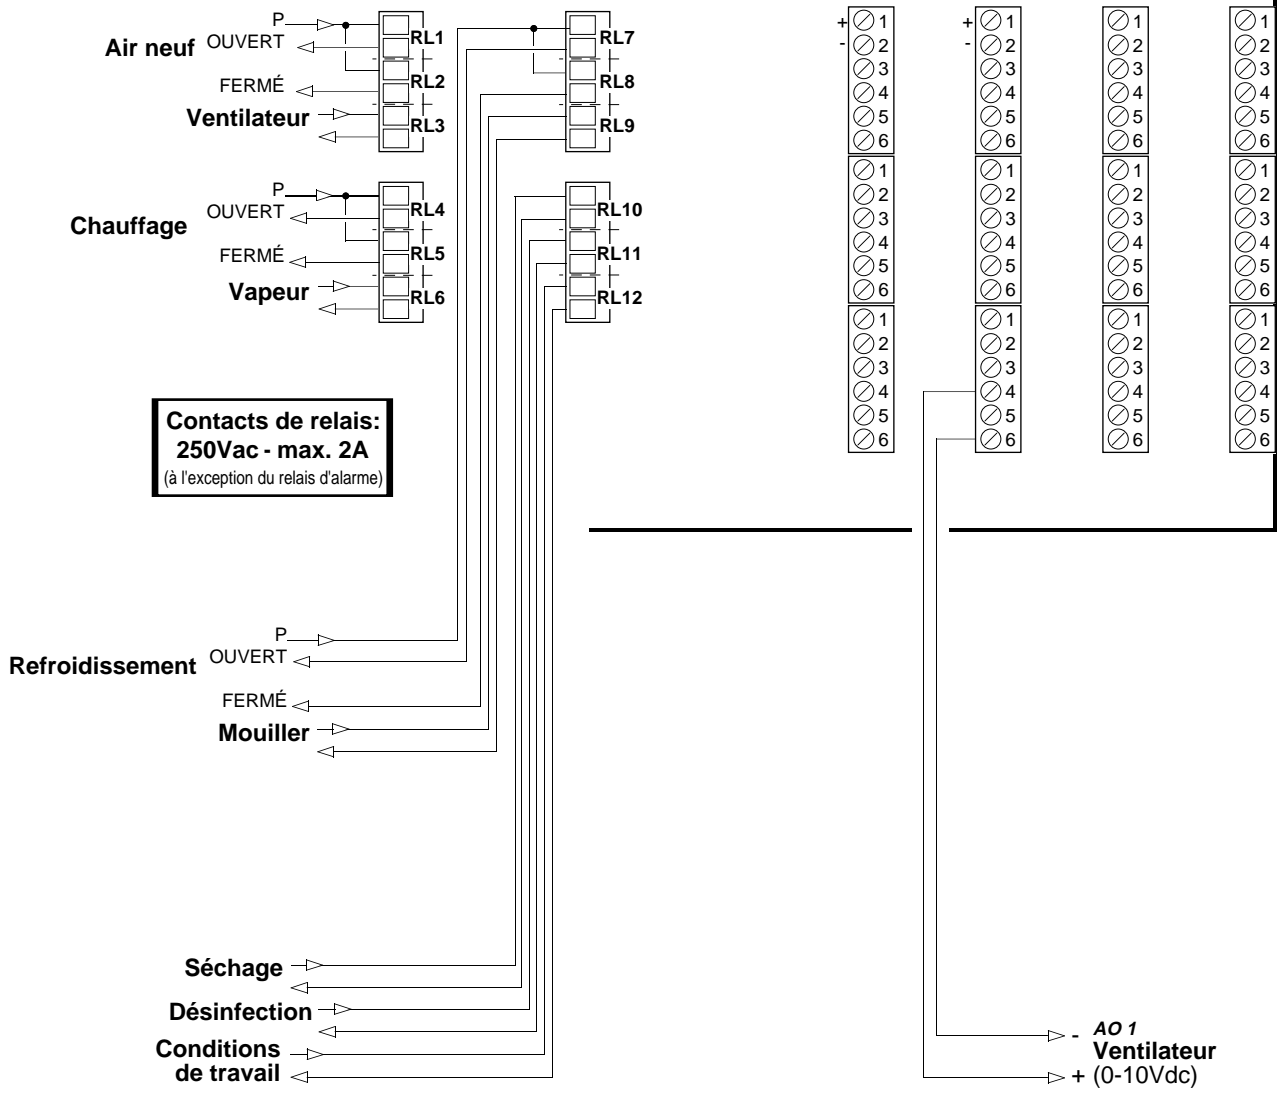 P
Air neuf OUVERT RL1 RL7
FERMÉ RL2 RL8
Ventilateur RL3 RL9
P
Chauffage OUVERT RL4 RL10
FERMÉ RL5 RL11
Vapeur RL6 RL12
+ 1 + 1 1 1
- 2 - 2 2 2
3 3 3 3
4 4 4 4
5 5 5 5
6 6 6 6
1 1 1 1
2 2 2 2
3 3 3 3
4 4 4 4
5 5 5 5
6 6 6 6
1 1 1 1
2 2 2 2
3 3 3 3
4 4 4 4
5 5 5 5
6 6 6 6
Contacts de relais:
250Vac - max. 2A
(à l'exception du relais d'alarme)
P
Refroidissement OUVERT
FERMÉ
Mouiller
Séchage
Désinfection
Conditions
de travail
- AO 1
Ventilateur
+ (0-10Vdc)